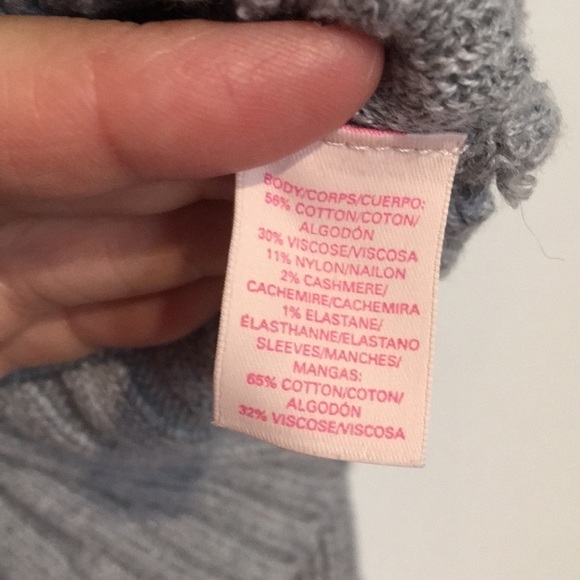 BODY/CORPS/CUERPO:
56% COTTON/COTON/
ALGODÓN
30% VISCOSE/VISCOSA
11% NYLON/NAILON
2% CASHMERE/
CACHEMIRE/CACHEMIRA
1% ELASTANE/
ÉLASTHANNE/ELASTANO
SLEEVES/MANCHES/
MANGAS:
65% COTTON/COTON/
ALGODÓN
32% VISCOSE/VISCOSA